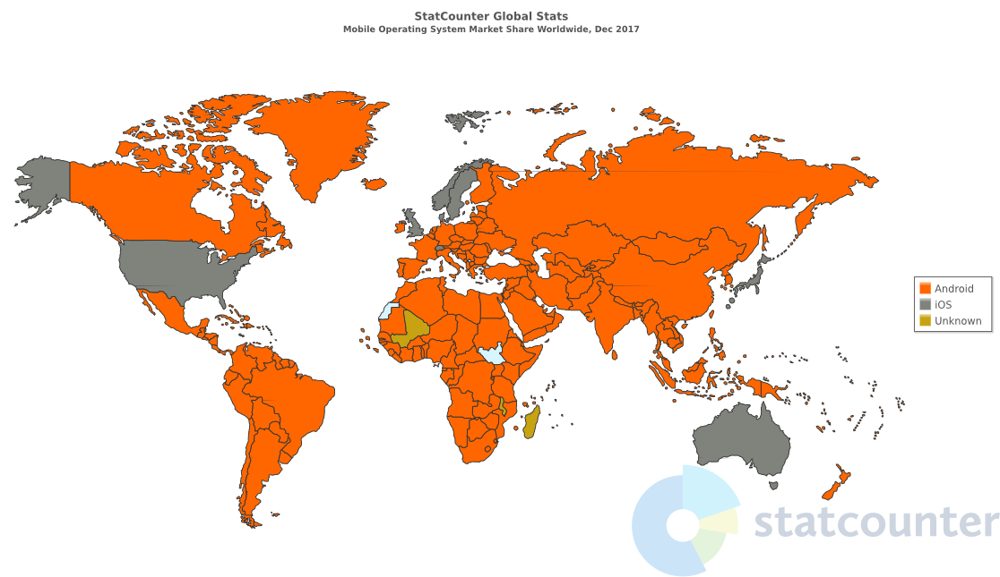 StatCounter Global Stats
Mobile Operating System Market Share Worldwide, Dec 2017
Android
iOS
Unknown
statcounter